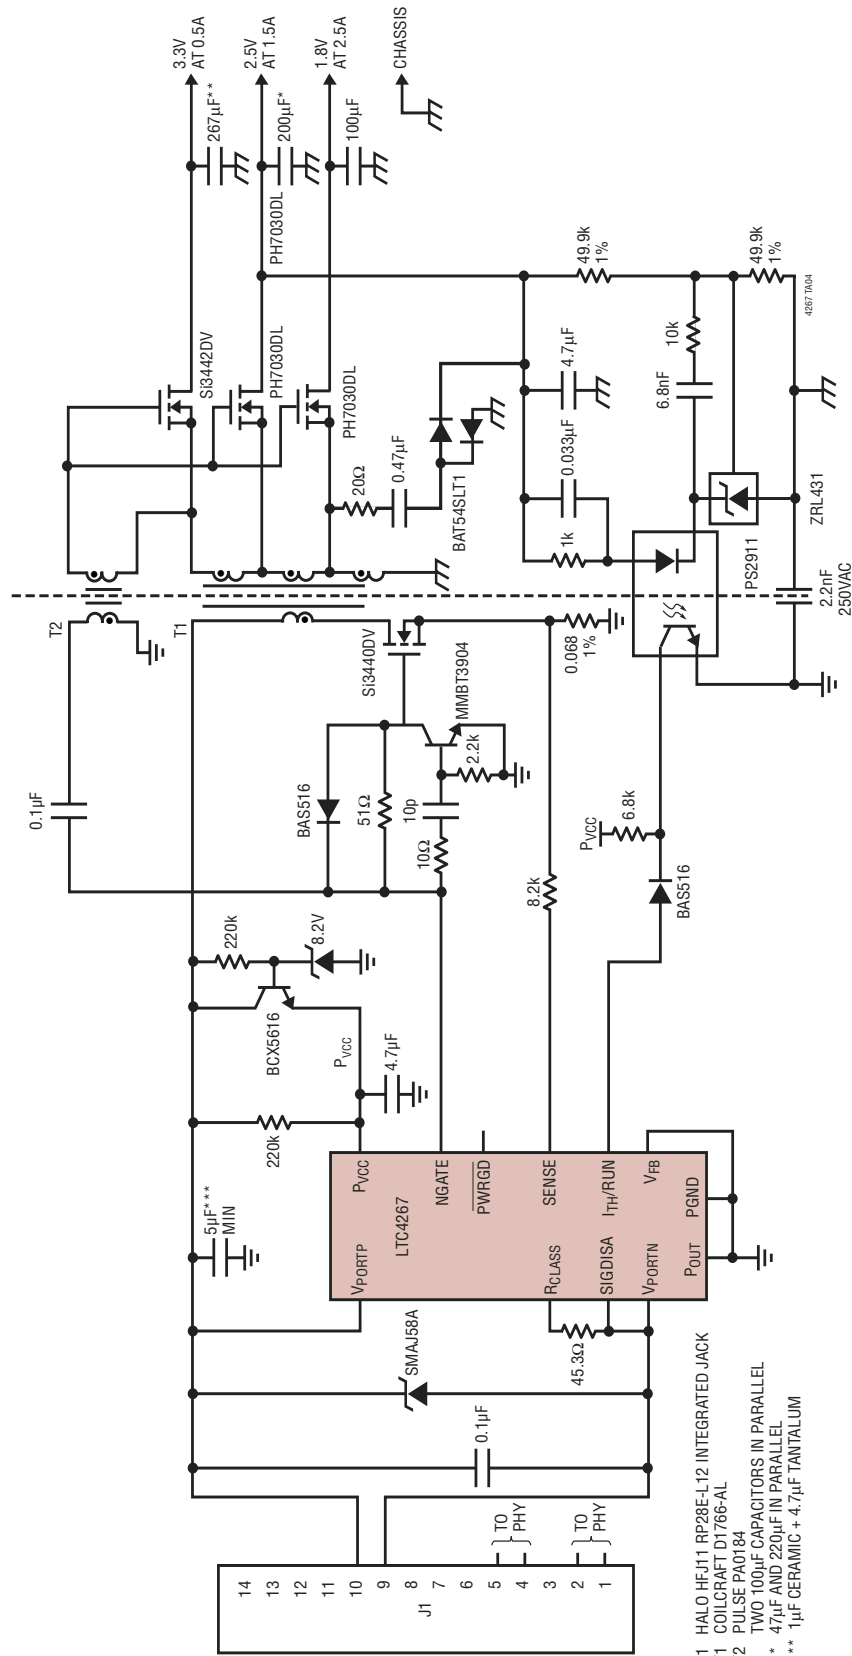 3.3V
AT 0.5A
2.5V
AT 1.5A
1.8V
AT 2.5A
CHASSIS
267µF**
200µF*
100µF
PH7030DL
Si3442DV
PH7030DL
PH7030DL
20Ω
0.47µF
BAT54SLT1
1k
0.033µF
4.7µF
49.9k
1%
49.9k
1%
10k
6.8nF
ZRL431
PS2911
2.2nF
250VAC
4267 TA04
T2
T1
0.1µF
Si3440DV
MMBT3904
BAS516
51Ω
10p
10Ω
2.2k
0.068
1%
8.2k
PVCC
6.8k
BAS516
220k
8.2V
BCX5616
PVCC
4.7µF
220k
5µF***
MIN
LTC4267
VPORTP
PVCC
NGATE
PWRGD
SENSE
ITH/RUN
VFB
RCLASS
SIGDISA
VPORTN
POUT
PGND
SMAJ58A
45.3Ω
0.1µF
J1
14
13
12
11
10
9
8
7
6
5
4
3
2
1
TO
PHY
TO
PHY
1 HALO HFJ11 RP28E-L12 INTEGRATED JACK
1 COILCRAFT D1766-AL
2 PULSE PA0184
TWO 100µF CAPACITORS IN PARALLEL
* 47µF AND 220µF IN PARALLEL
** 1µF CERAMIC + 4.7µF TANTALUM